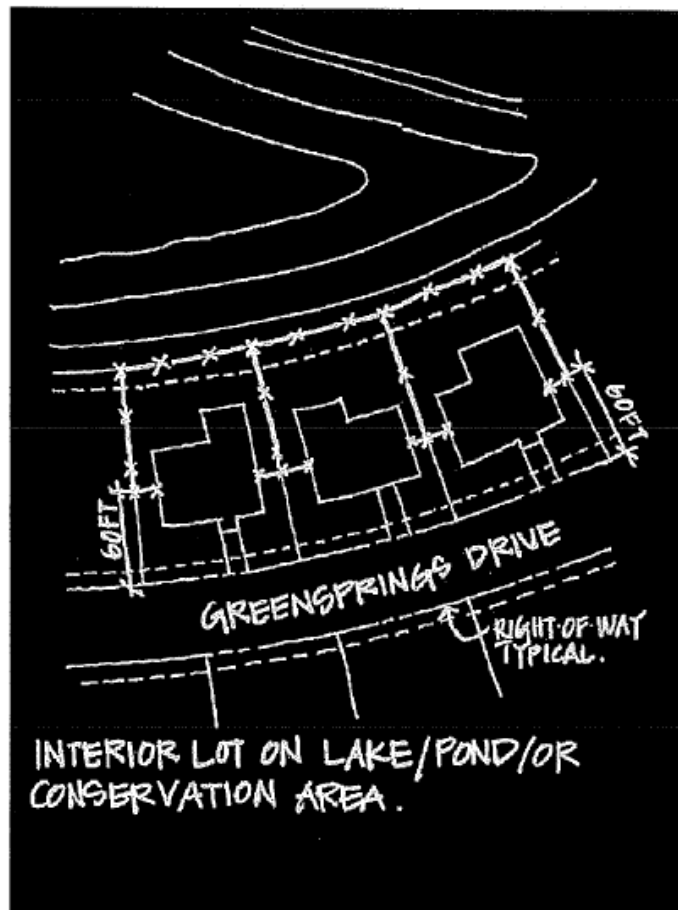 60FT
60FT
GREENSPRINGS DRIVE
RIGHT-OF-WAY
TYPICAL.
INTERIOR LOT ON LAKE/POND/OR
CONSERVATION AREA.